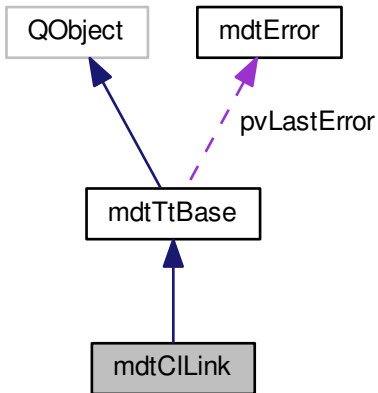 QObject
mdtError
pvLastError
mdtTtBase
mdtClLink